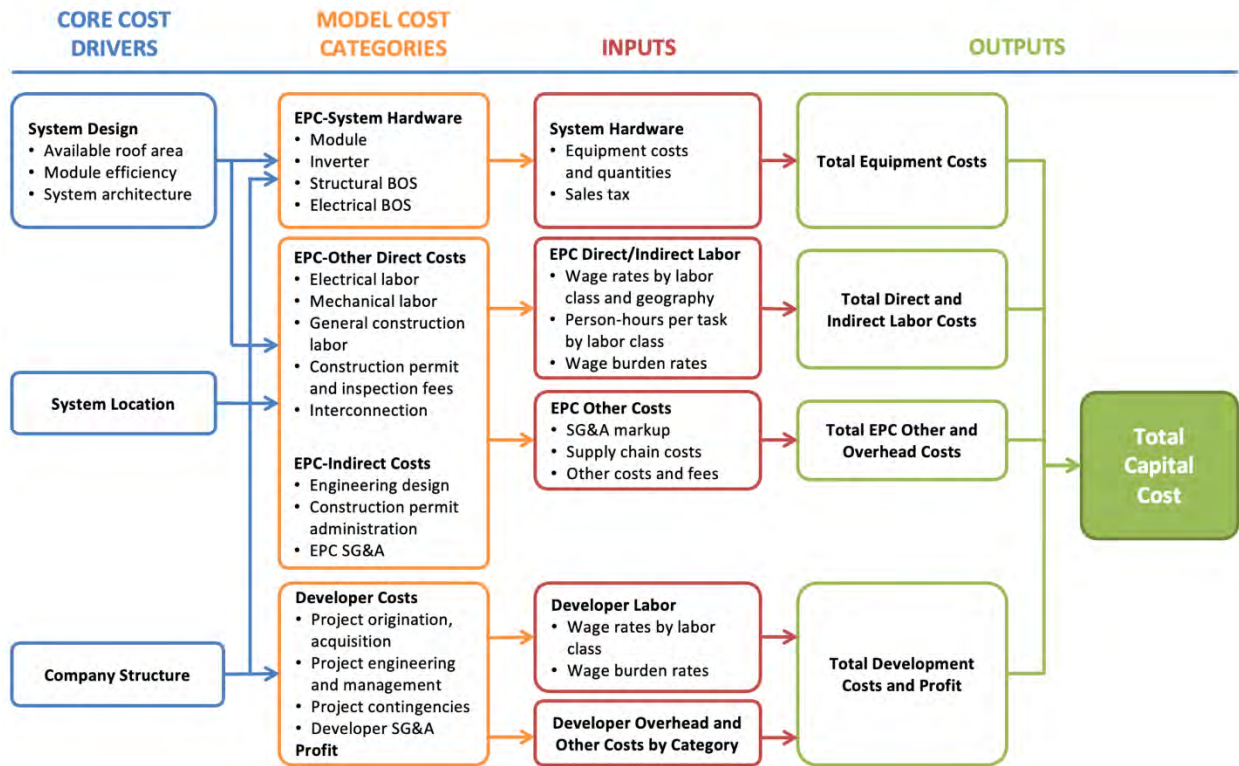 CORE COST
DRIVERS
MODEL COST
CATEGORIES
INPUTS
OUTPUTS
System Design
• Available roof area
• Module efficiency
• System architecture
System Location
Company Structure
EPC-System Hardware
• Module
• Inverter
• Structural BOS
• Electrical BOS
EPC-Other Direct Costs
• Electrical labor
• Mechanical labor
• General construction
labor
• Construction permit
and inspection fees
• Interconnection
EPC-Indirect Costs
• Engineering design
• Construction permit
administration
• EPC SG&A
Developer Costs
• Project origination,
acquisition
• Project engineering
and management
• Project contingencies
• Developer SG&A
Profit
System Hardware
• Equipment costs
and quantities
• Sales tax
EPC Direct/Indirect Labor
• Wage rates by labor
class and geography
• Person-hours per task
by labor class
• Wage burden rates
EPC Other Costs
• SG&A markup
• Supply chain costs
• Other costs and fees
Developer Labor
• Wage rates by labor
class
• Wage burden rates
Developer Overhead and
Other Costs by Category
Total Equipment Costs
Total Direct and
Indirect Labor Costs
Total EPC Other and
Overhead Costs
Total Development
Costs and Profit
Total
Capital
Cost